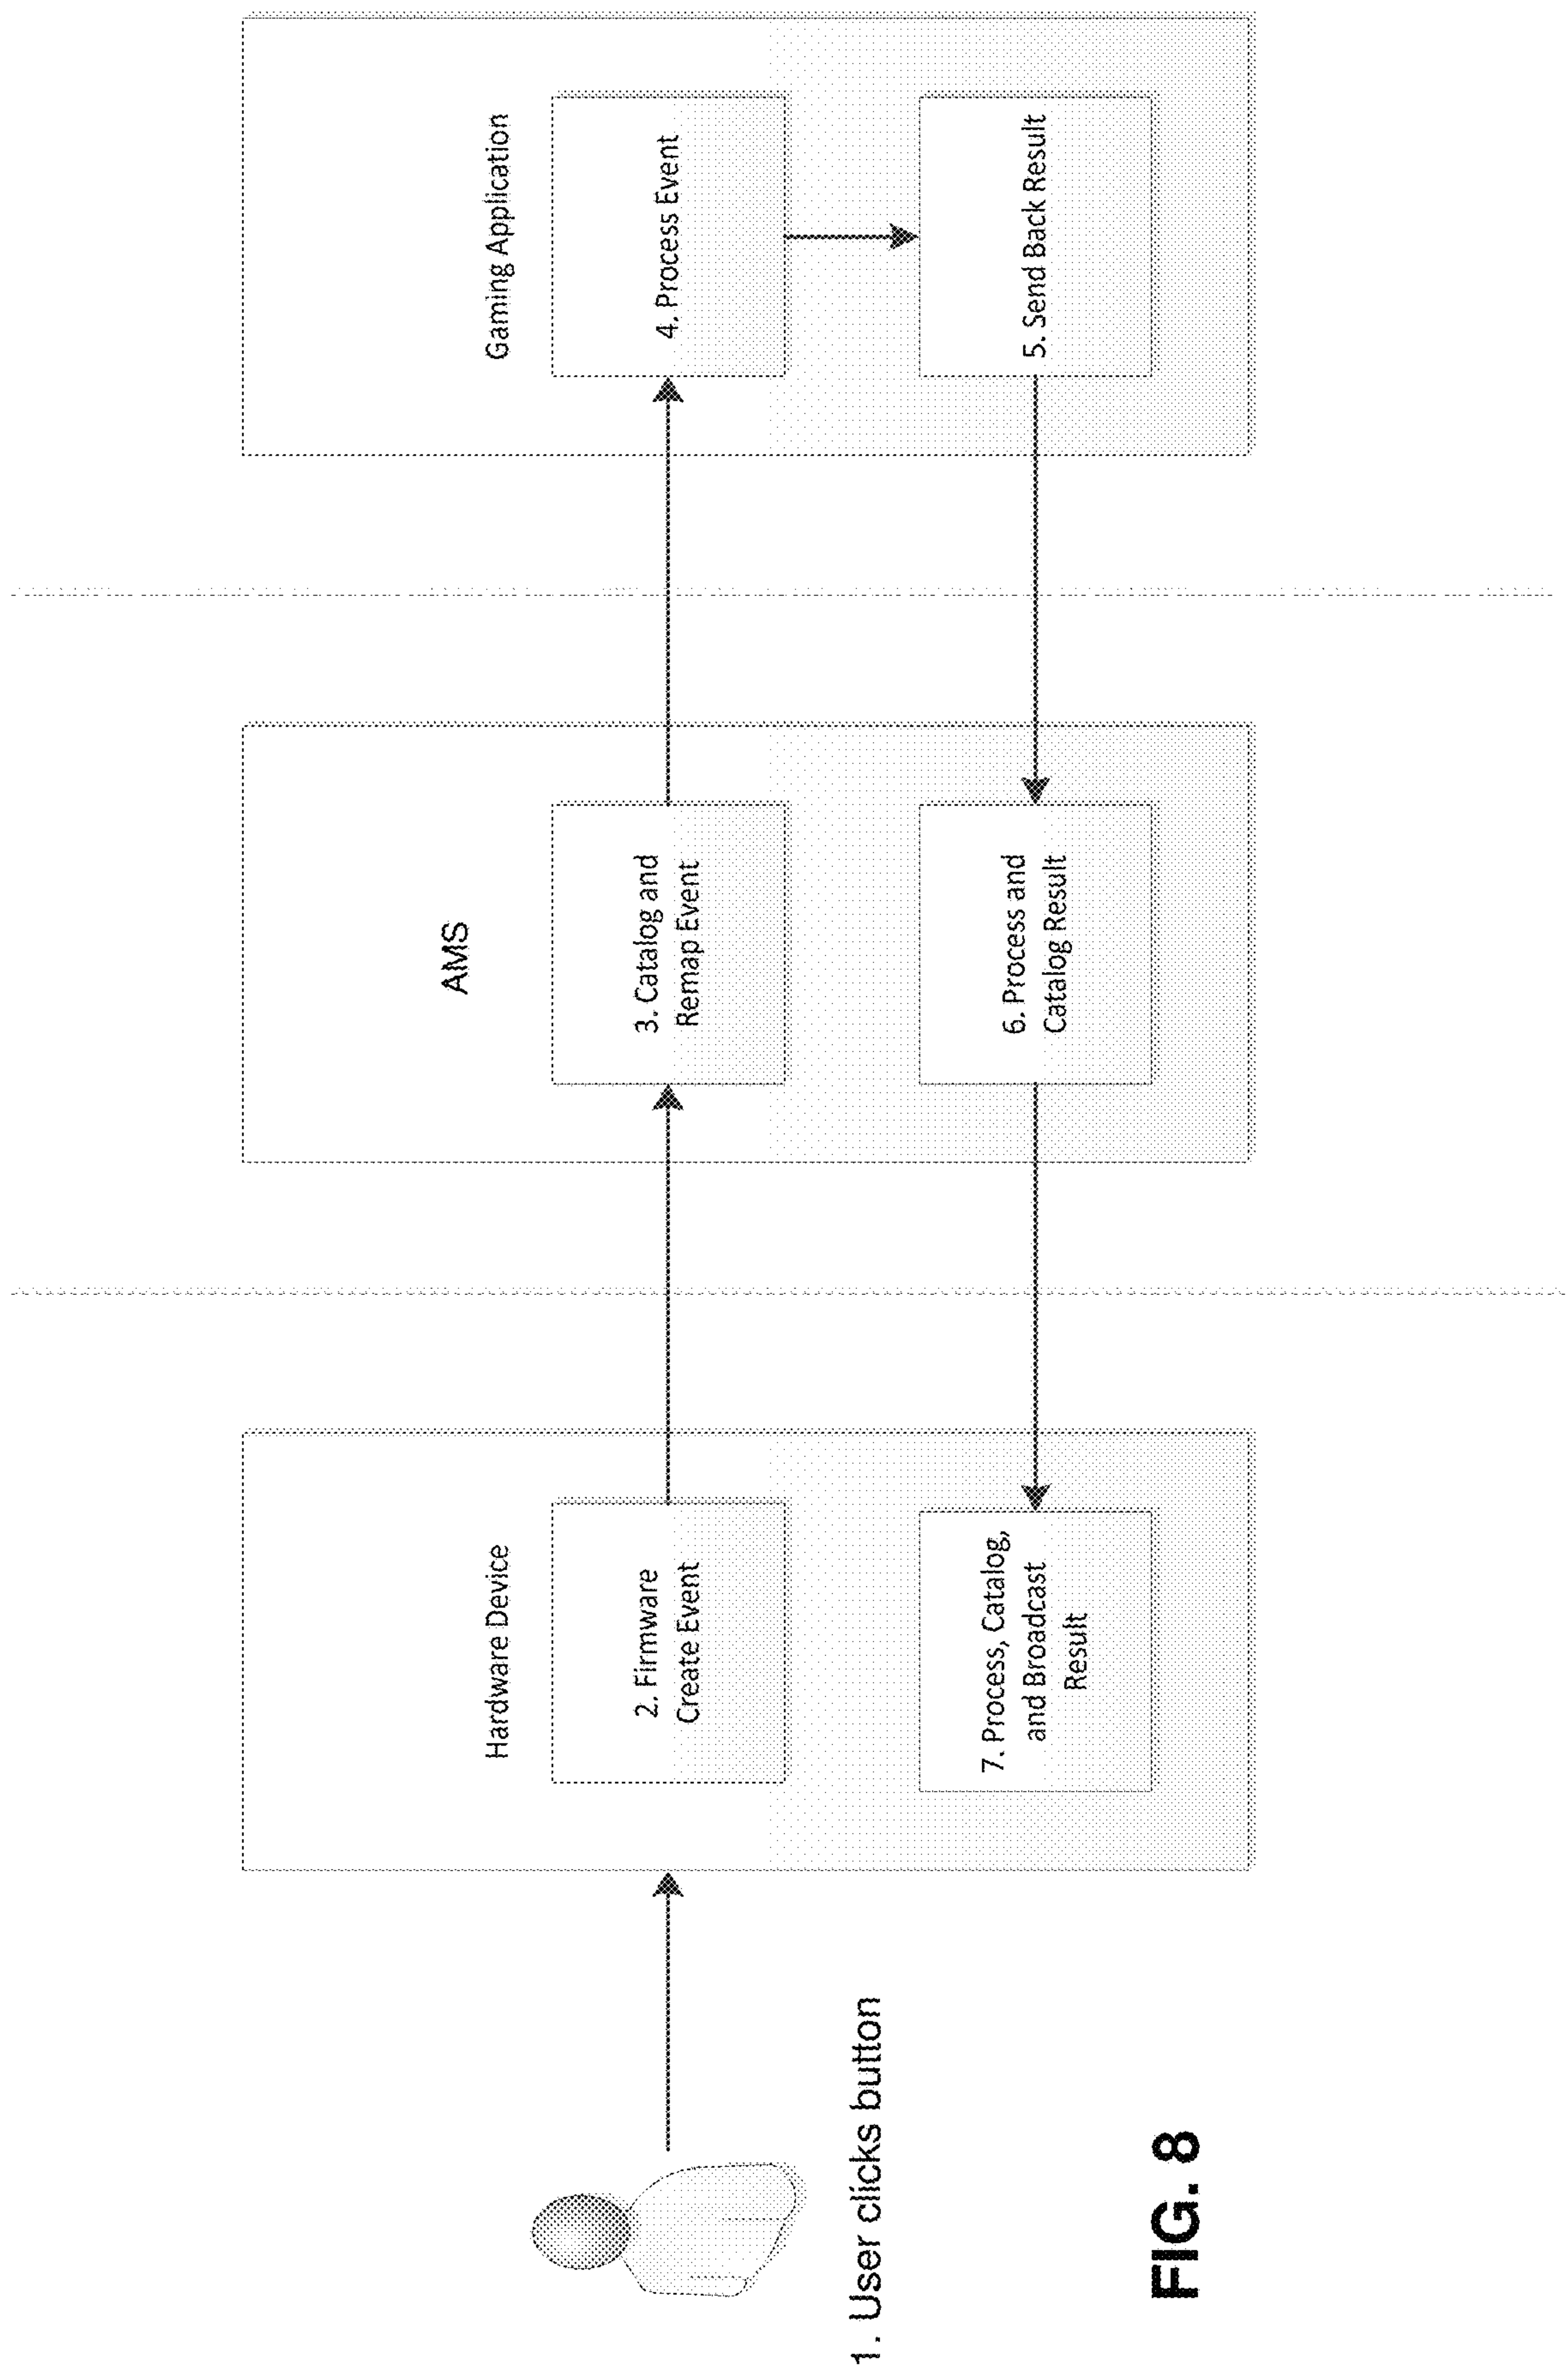 1. User clicks button
Hardware Device
2. Firmware
Create Event
AMS
3. Catalog and
Remap Event
Gaming Application
4. Process Event
5. Send Back Result
6. Process and
Catalog Result
7. Process, Catalog,
and Broadcast
Result
FIG. 8